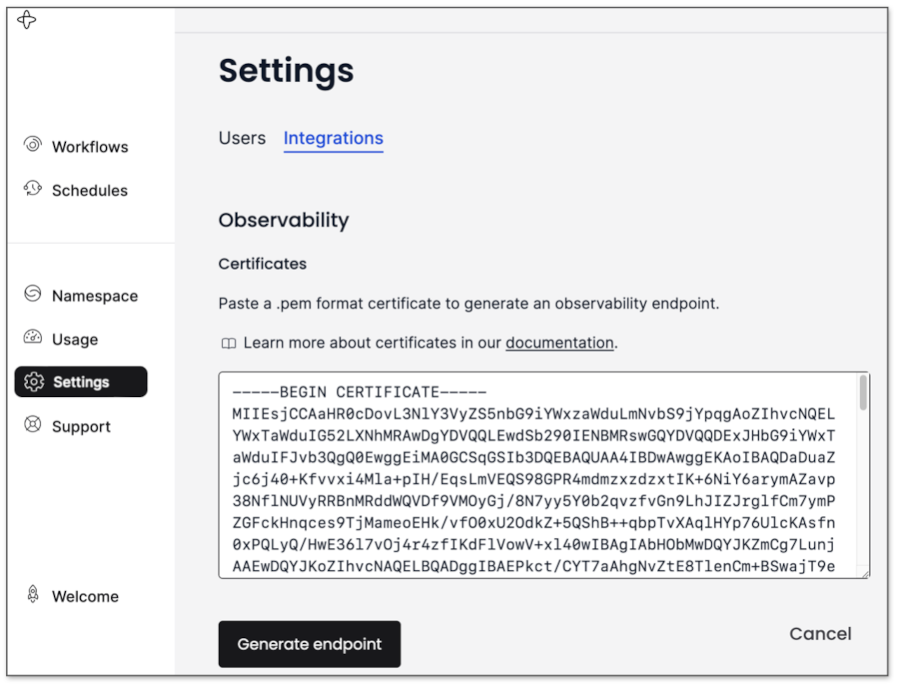 Settings
Users Integrations
Workflows
Schedules
Observability
Certificates
Namespace
Paste a .pem format certificate to generate an observability endpoint.
Usage
Learn more about certificates in our documentation.
Settings
Support
-----BEGIN CERTIFICATE-----
MIIEsjCCAaHR0cDovL3NlY3VyZS5nbG9iYWxzaWduLmNvbS9jYpqgAoZIhvcNQEL
YWxTaWduIG52LXNhMRAwDgYDVQQLEwdSb290IENBMRswGQYDVQQDExJHbG9iYWxT
aWduIFJvb3QgQ0EwggEiMA0GCSqGSIb3DQEBAQUAA4IBDwAwggEKAoIBAQDaDuaZ
jc6j40+Kfvvxi4Mla+pIH/EqsLmVEQS98GPR4mdmzxzdzxtIK+6NiY6arymAZavp
38NflNUVyRRBnMRddWQVDf9VMOyGj/8N7yy5Y0b2qvzfvGn9LhJIZJrglfCm7ymP
ZGFckHnqces9TjMameoEHk/vfO0xU2OdkZ+5QShB++qbpTvXAqlHYp76UlcKAsfn
0xPQLyQ/HwE36l7vOj4r4zfIKdFlVowV+xl40wIBAgIAbHObMwDQYJKZmCg7Lunj
AAEwDQYJKoZIhvcNAQELBQADggIBAEPkct/CYT7aAhgNvZtE8TlenCm+BSwajT9e
Welcome
Generate endpoint
Cancel